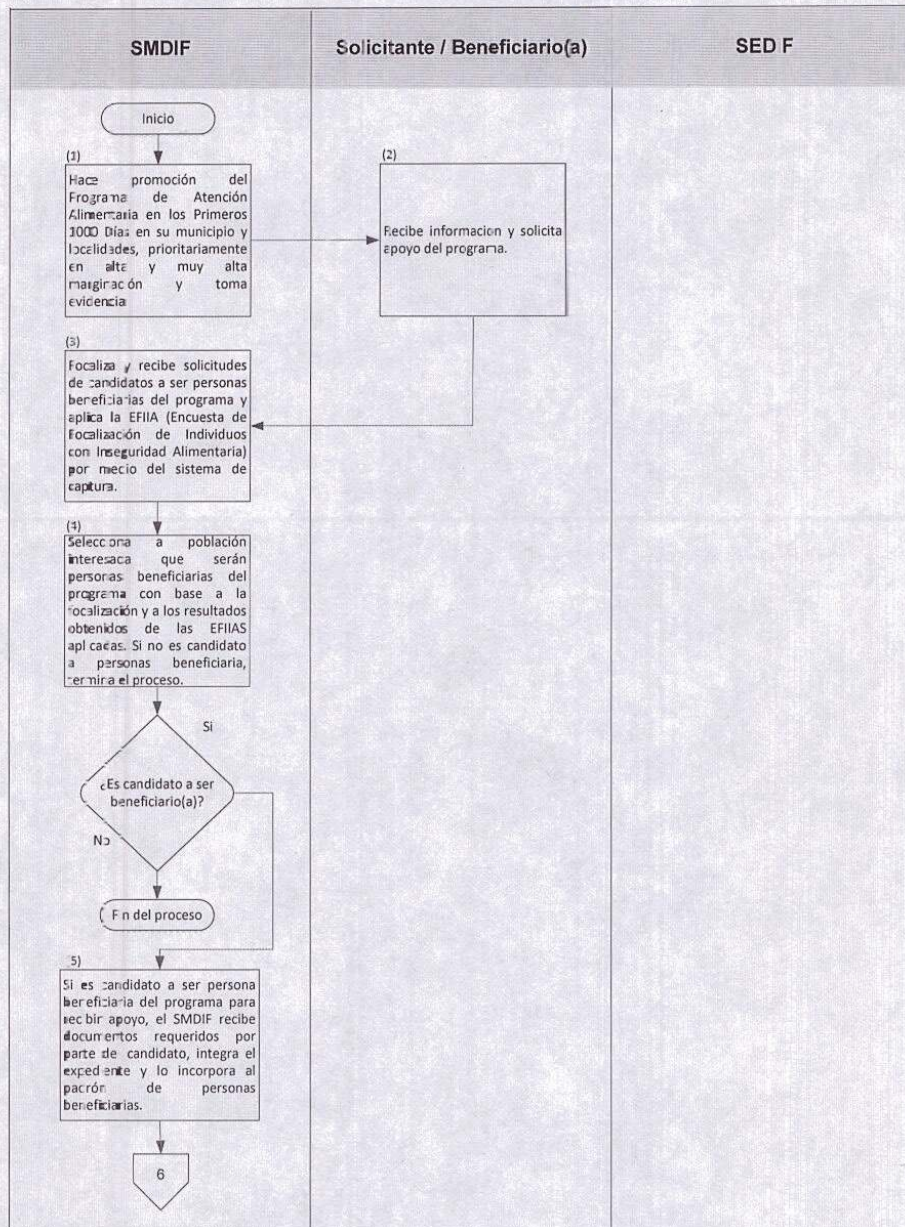 SMDIF
Solicitante / Beneficiario(a)
SED F
Inicio
(1)
Hace promoción del
Programa de Atención
Alimentaria en los Primeros
1000 Días en su municipio y
localidades, prioritariamente
en alta y muy alta
marginación y toma
evidencia
(2)
Recibe informacion y solicita
apoyo del programa.
(3)
Focaliza y recibe solicitudes
de candidatos a ser personas
beneficiarias del programa y
aplica la EFIIA (Encuesta de
Focalización de Individuos
con Inseguridad Alimentaria)
por medio del sistema de
captura.
(4)
Selecciona a población
interesada que serán
personas beneficiarias del
programa con base a la
focalización y a los resultados
obtenidos de las EFIIAS
aplicadas. Si no es candidato
a personas beneficiaria,
termina el proceso.
Si
¿Es candidato a ser
beneficiario(a)?
No
Fin del proceso
5)
Si es candidato a ser persona
beneficiaria del programa para
recibir apoyo, el SMDIF recibe
documentos requeridos por
parte de candidato, integra el
expediente y lo incorpora al
padrón de personas
beneficiarias.
6